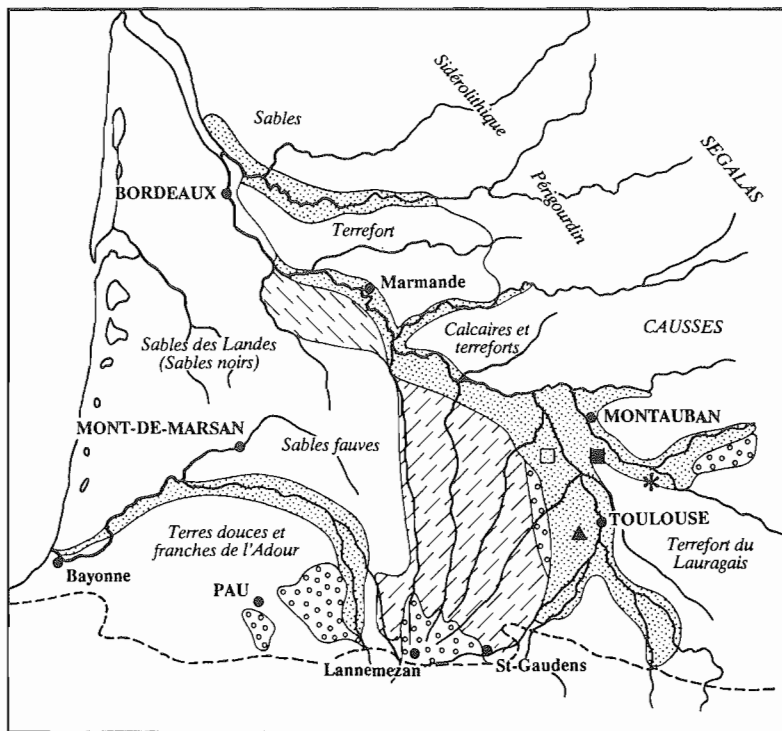 Sidérolithique
Sables
SEGALAS
BORDEAUX
Périgourdin
Terrefort
Marmande
Calcaires et
terreforts
CAUSSES
Sables des Landes
(Sables noirs)
MONTAUBAN
MONT-DE-MARSAN
Sables fauves
TOULOUSE
Terres douces et
franches de l'Adour
Terrefort du
Lauragais
Bayonne
PAU
Lannemezan
St-Gaudens